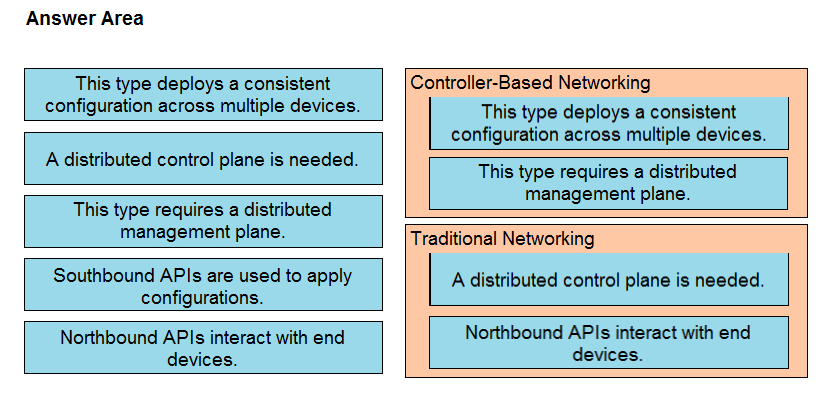 Answer Area
This type deploys a consistent
configuration across multiple devices.
A distributed control plane is needed.
This type requires a distributed
management plane.
Southbound APIs are used to apply
configurations.
Northbound APIs interact with end
devices.
Controller-Based Networking
This type deploys a consistent
configuration across multiple devices.
This type requires a distributed
management plane.
Traditional Networking
A distributed control plane is needed.
Northbound APIs interact with end
devices.